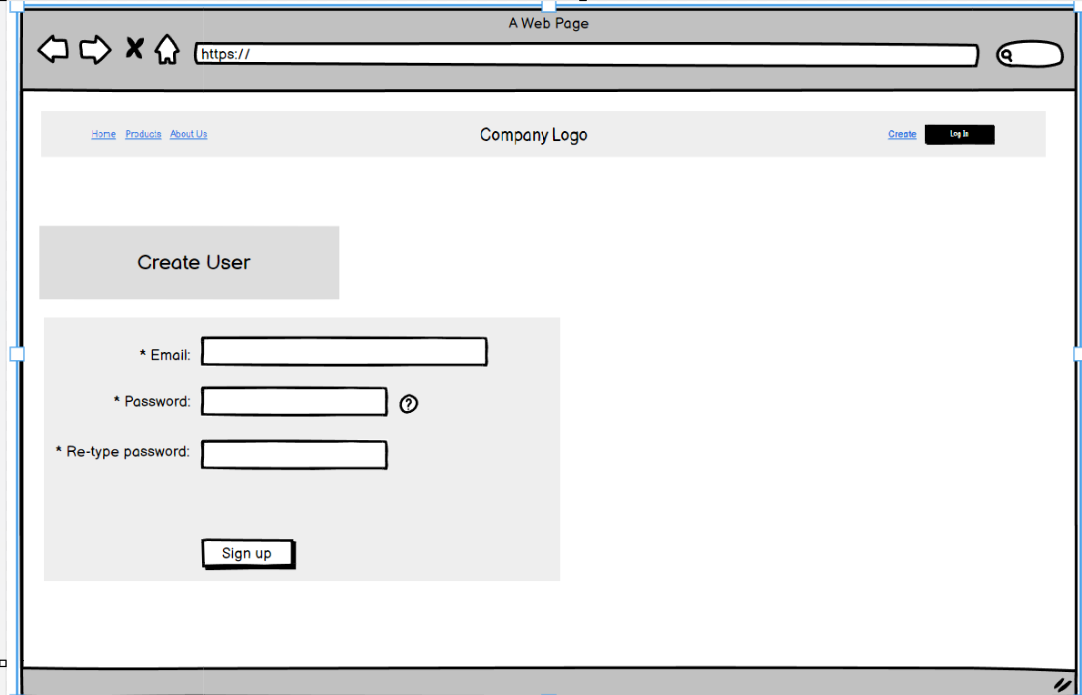 A Web Page
https://
Home Products About Us Company Logo Create Log In
Create User
* Email:
* Password: ?
* Re-type password:
Sign up